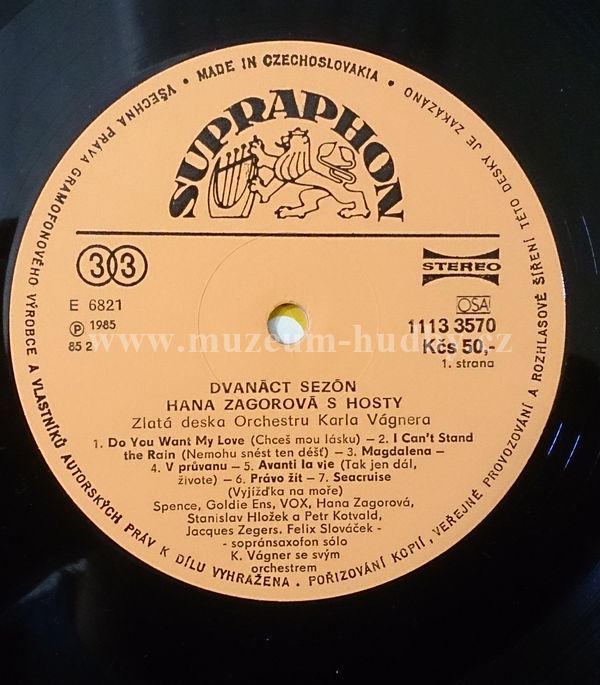 • MADE IN CZECHOSLOVAKIA •
VŠECHNA PRÁVA GRAMOFONOVÉHO VÝROBCE A VLASTNÍKŮ AUTORSKÝCH PRÁV K DÍLU VYHRAŽENA • POŘIZOVÁNÍ KOPIÍ, VEŘEJNÉ PROVOZOVÁNÍ A ROZHLASOVÉ ŠÍŘENÍ TÉTO DESKY JE ZAKÁZÁNO
SUPRAPHON
33
STEREO
E 6821
OSA
Ⓟ 1985
1113 3570
www.muzeum-hudby.cz
85 2
Kčs 50,-
1. strana
DVANÁCT SEZÓN
HANA ZAGOROVÁ S HOSTY
Zlatá deska Orchestru Karla Vágnera
1. Do You Want My Love (Chceš mou lásku) – 2. I Can't Stand
the Rain (Nemohu snést ten déšť) – 3. Magdalena –
4. V průvanu – 5. Avanti la vje (Tak jen dál,
živote) – 6. Právo žít – 7. Seacruise
(Vyjížďka na moře)
Spence, Goldie Ens, VOX, Hana Zagorová,
Stanislav Hložek a Petr Kotvald,
Jacques Zegers. Felix Slováček -
- sopránsaxofon sólo
K. Vágner se svým
orchestrem